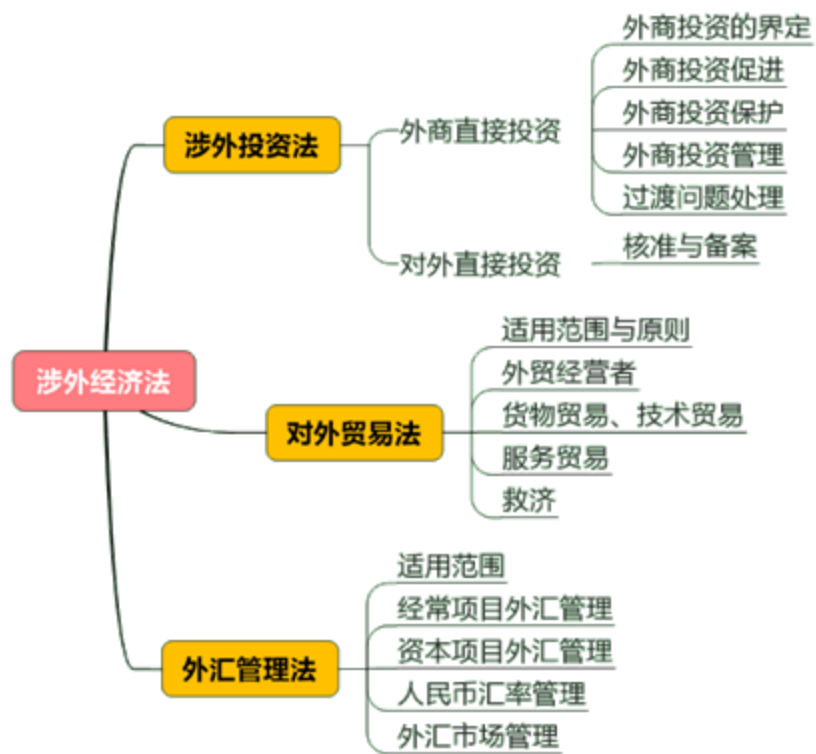 涉外经济法
涉外投资法
外商直接投资
外商投资的界定
外商投资促进
外商投资保护
外商投资管理
过渡问题处理
对外直接投资
核准与备案
对外贸易法
适用范围与原则
外贸经营者
货物贸易、技术贸易
服务贸易
救济
外汇管理法
适用范围
经常项目外汇管理
资本项目外汇管理
人民币汇率管理
外汇市场管理